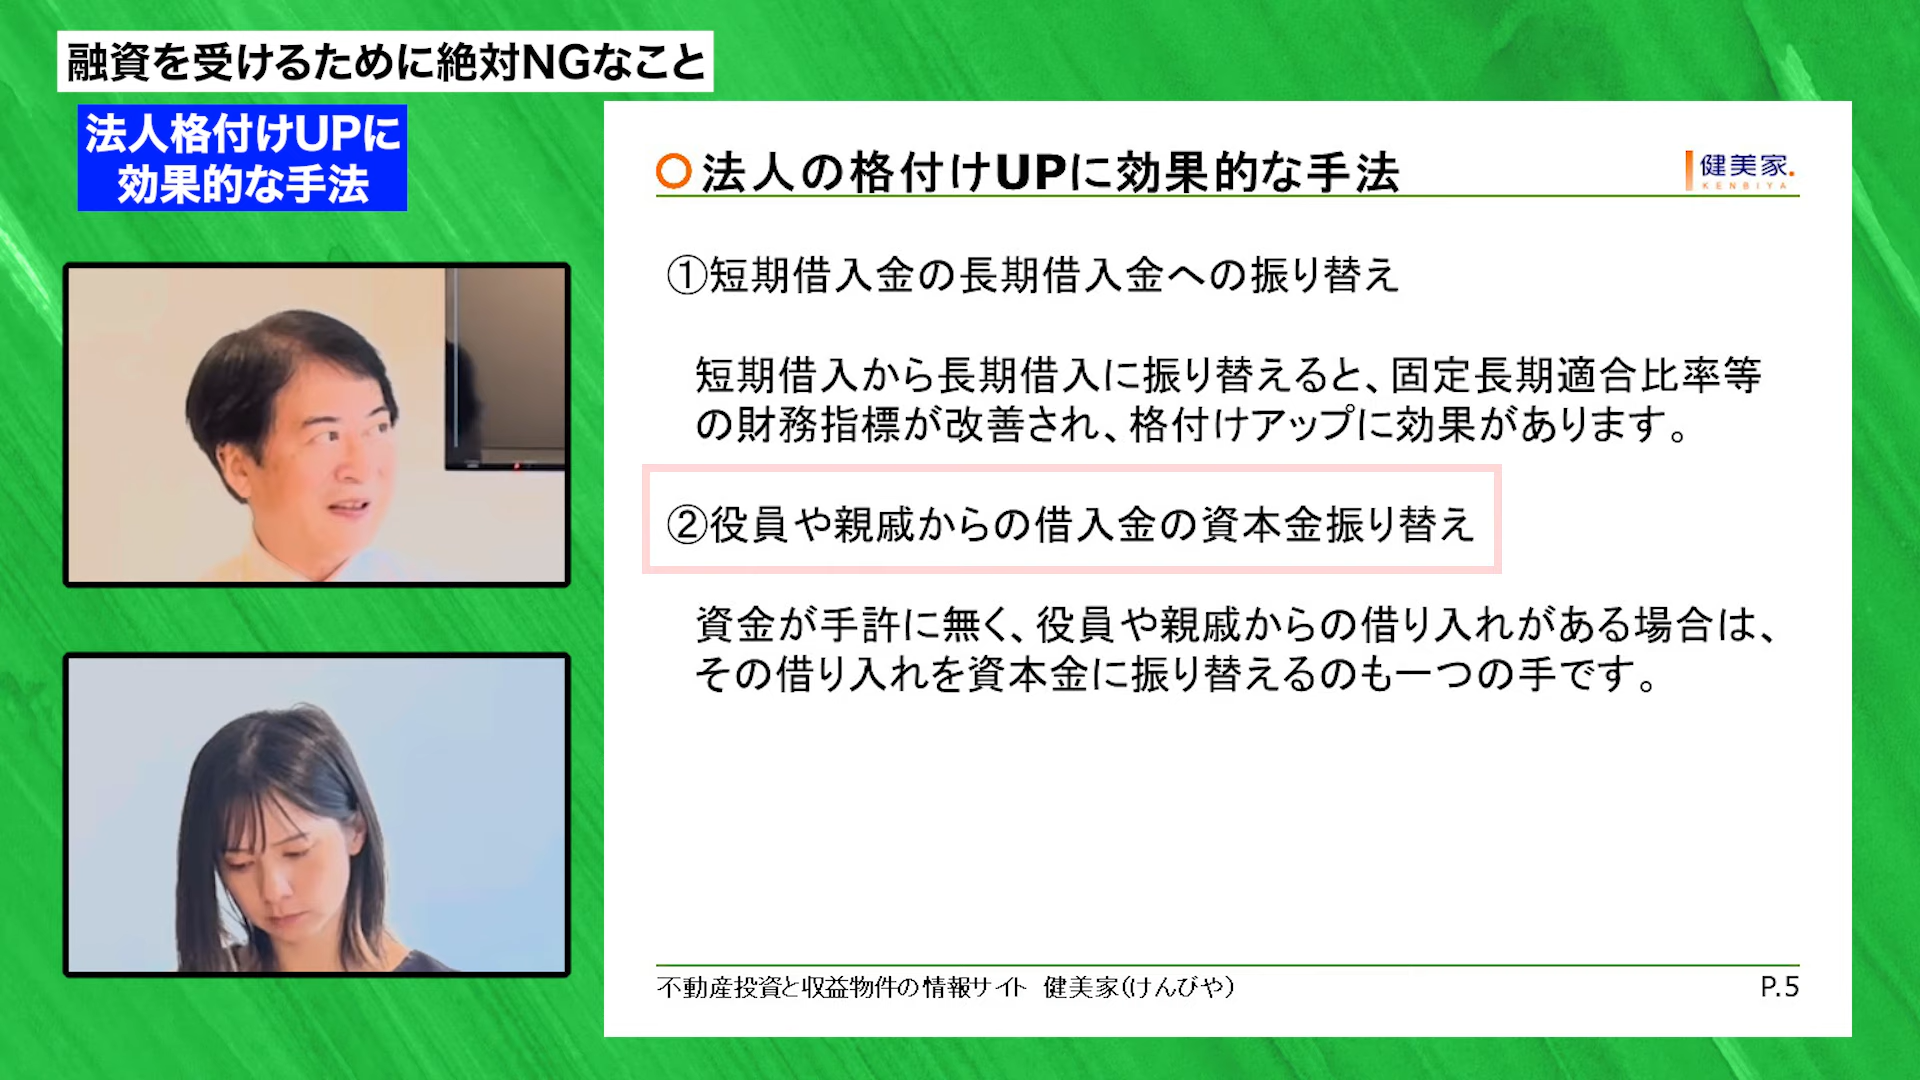 融資を受けるために絶対NGなこと
法人格付けUPに
効果的な手法
法人の格付けUPに効果的な手法
健美家.
KENBIYA
①短期借入金の長期借入金への振り替え
短期借入から長期借入に振り替えると、固定長期適合比率等
の財務指標が改善され、格付けアップに効果があります。
②役員や親戚からの借入金の資本金振り替え
資金が手許に無く、役員や親戚からの借り入れがある場合は、
その借り入れを資本金に振り替えるのも一つの手です。
不動産投資と収益物件の情報サイト 健美家(けんびや)
P.5